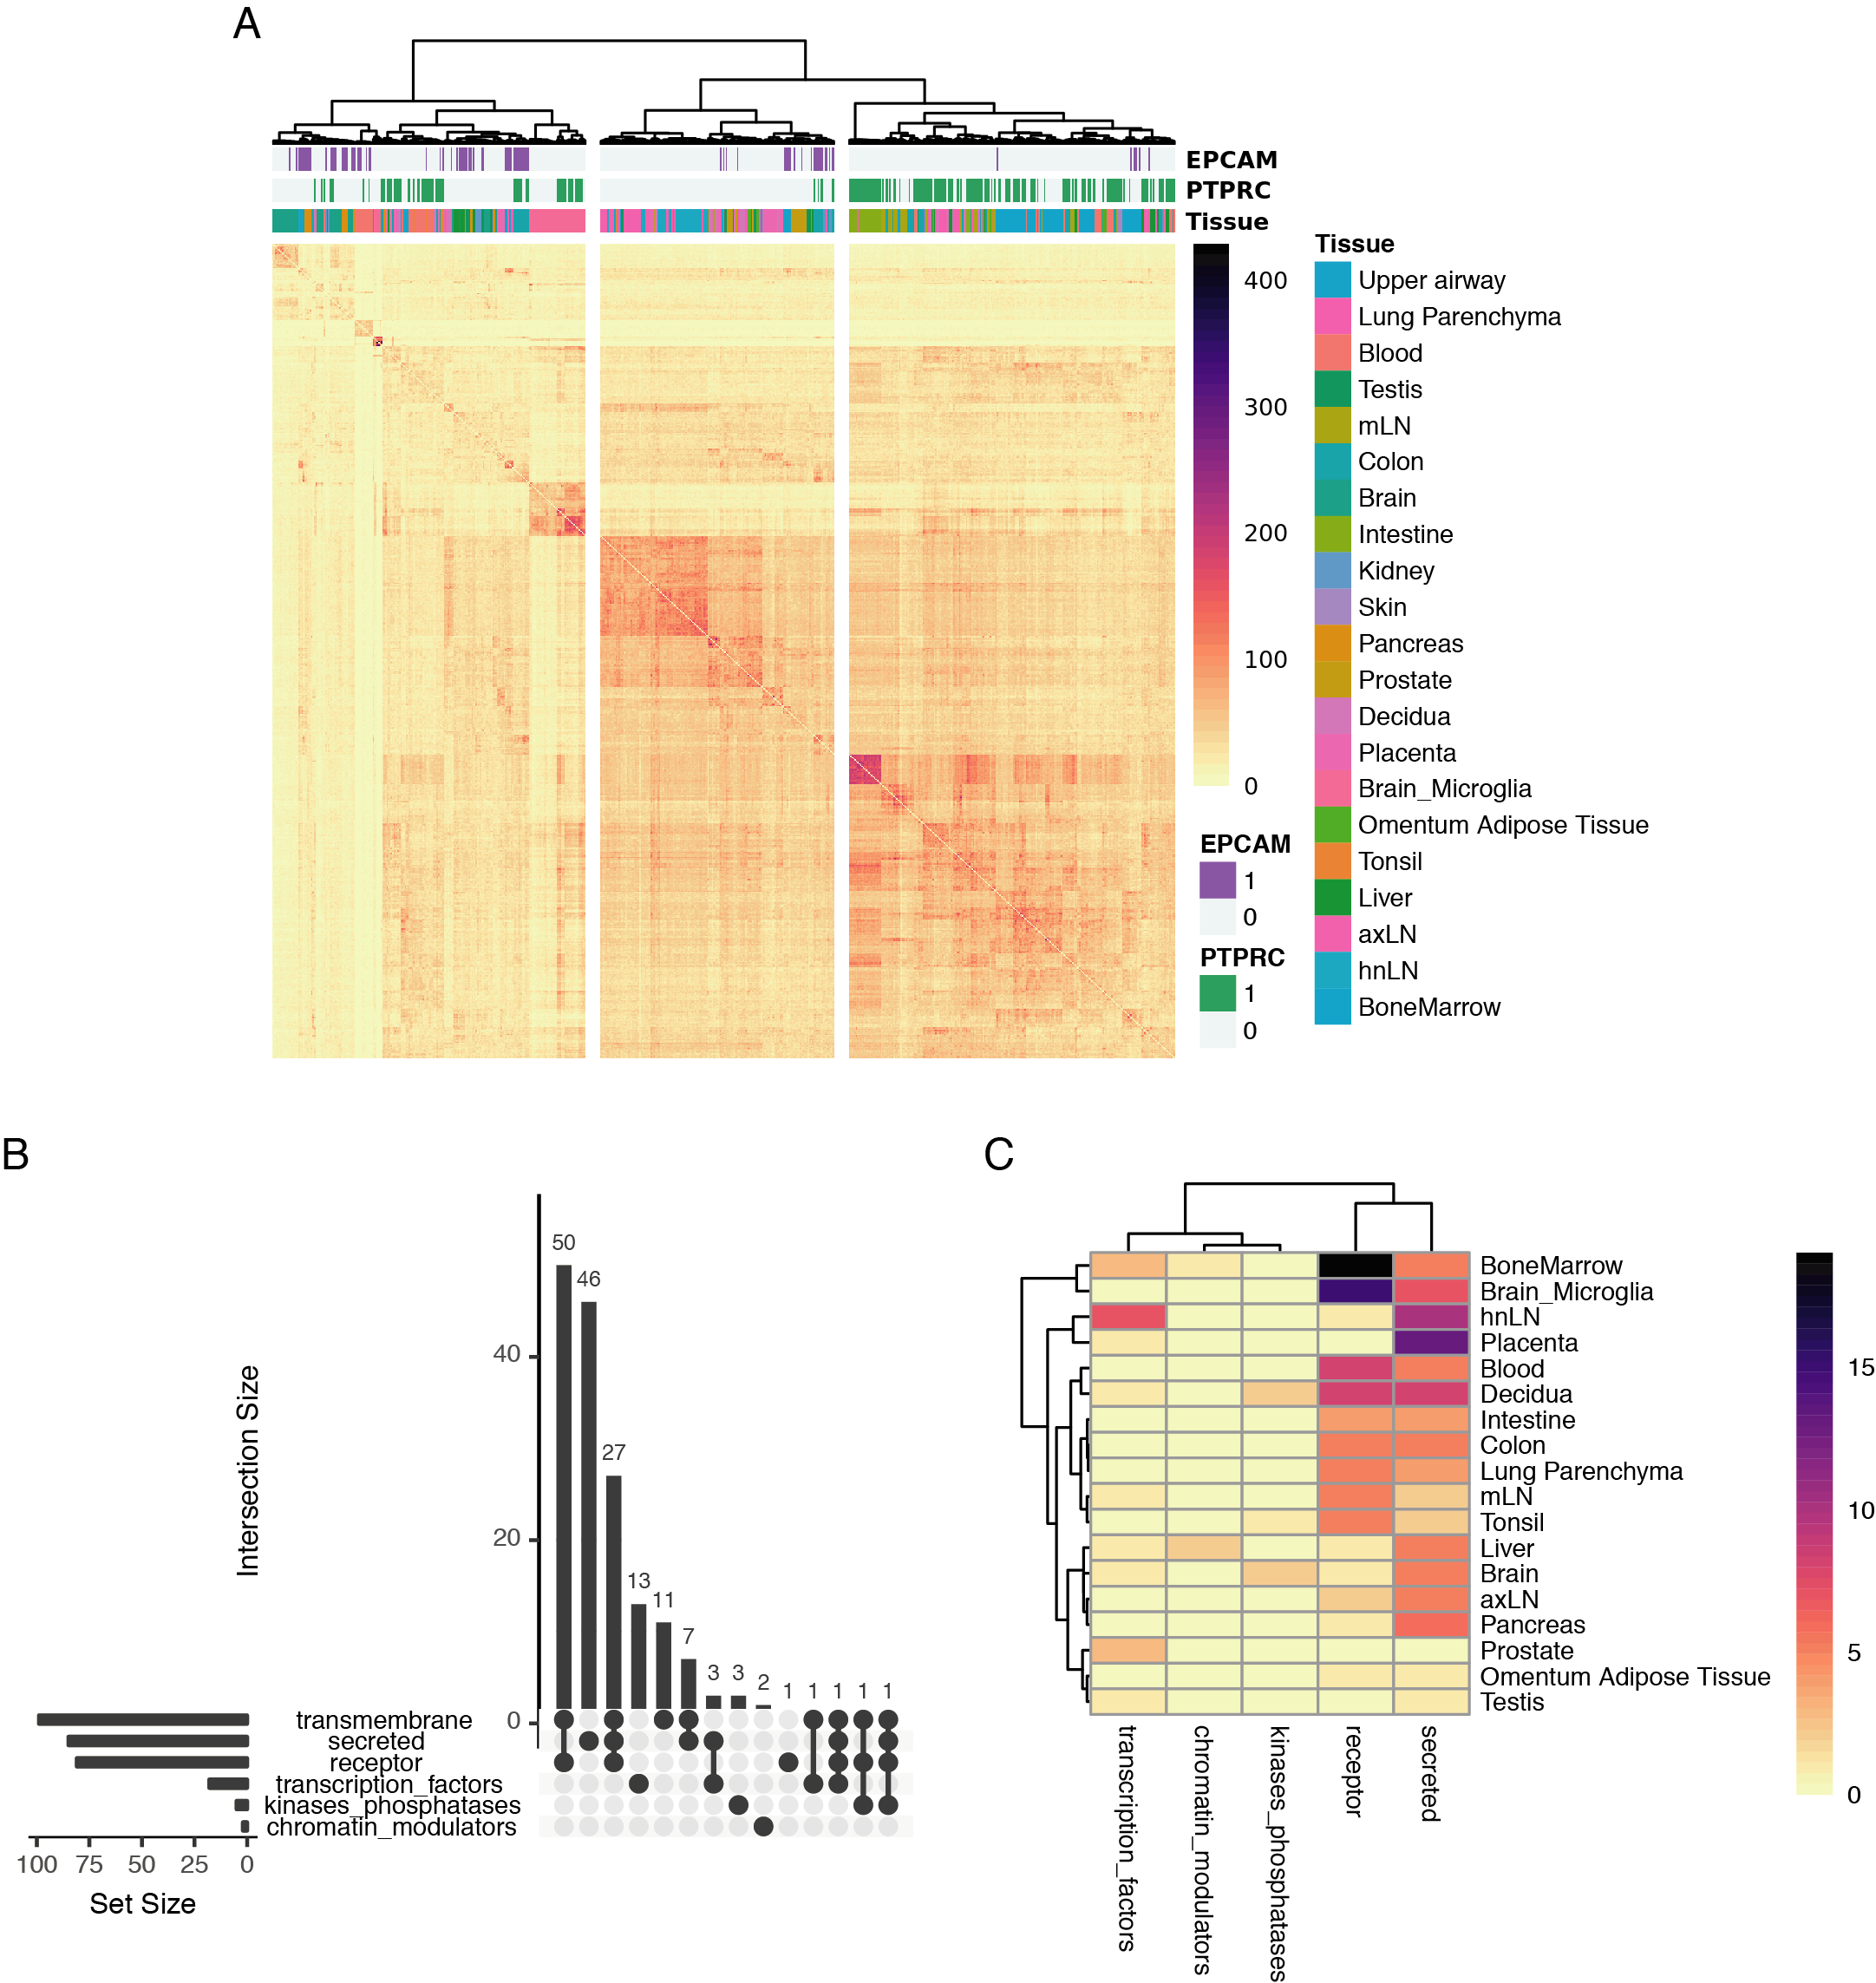 A
EPCAM
PTPRC
Tissue
400
300
200
100
0
EPCAM
1
0
PTPRC
1
0
Tissue
Upper airway
Lung Parenchyma
Blood
Testis
mLN
Colon
Brain
Intestine
Kidney
Skin
Pancreas
Prostate
Decidua
Placenta
Brain_Microglia
Omentum Adipose Tissue
Tonsil
Liver
axLN
hnLN
BoneMarrow
B
Intersection Size
40
20
0
50
46
27
13
11
7
3
3
2
1
1
1
1
1
transmembrane
secreted
receptor
transcription_factors
kinases_phosphatases
chromatin_modulators
100 75 50 25 0
Set Size
C
BoneMarrow
Brain_Microglia
hnLN
Placenta
Blood
Decidua
Intestine
Colon
Lung Parenchyma
mLN
Tonsil
Liver
Brain
axLN
Pancreas
Prostate
Omentum Adipose Tissue
Testis
transcription_factors
chromatin_modulators
kinases_phosphatases
receptor
secreted
15
10
5
0